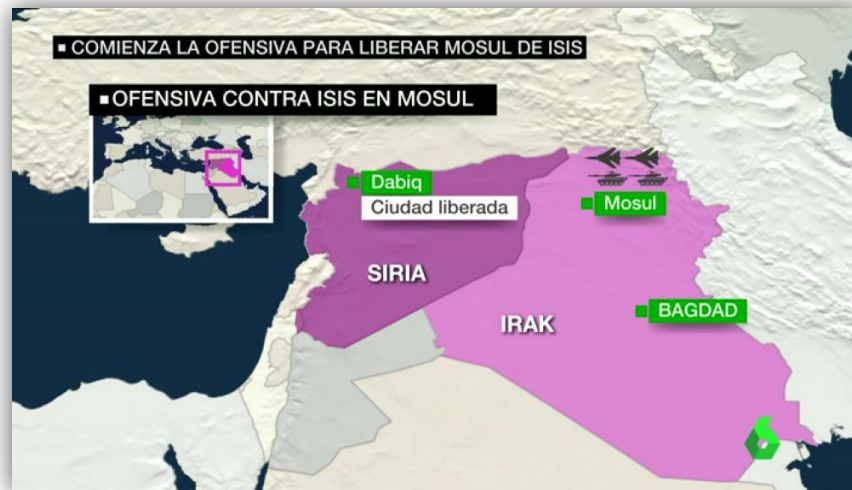 COMIENZA LA OFENSIVA PARA LIBERAR MOSUL DE ISIS
OFENSIVA CONTRA ISIS EN MOSUL
Dabiq
Ciudad liberada
Mosul
SIRIA
BAGDAD
IRAK
6